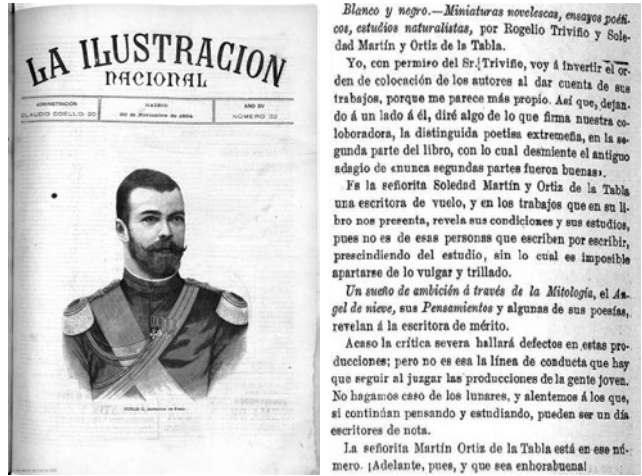 LA ILUSTRACION
NACIONAL
ADMINISTRACIÓN
CLAUDIO COELLO, 20
MADRID
30 de Noviembre de 1894
AÑO XV
NÚMERO 32
Blanco y negro.—Miniaturas novelescas, ensayos poéti-
cos, estudios naturalistas, por Rogelio Triviño y Sole-
dad Martín y Ortiz de la Tabla.
Yo, con permiso del Sr. Triviño, voy á invertir el or-
den de colocación de los autores al dar cuenta de sus
trabajos, porque me parece más propio. Así que, dejan-
do á un lado á él, diré algo de lo que firma nuestra co-
loboradora, la distinguida poetisa extremeña, en la se-
gunda parte del libro, con lo cual desmiente el antiguo
adagio de «nunca segundas partes fueron buenas».
Es la señorita Soledad Martín y Ortiz de la Tabla
una escritora de vuelo, y en los trabajos que en su li-
bro nos presenta, revela sus condiciones y sus estudios,
pues no es de esas personas que escriben por escribir,
prescindiendo del estudio, sin lo cual es imposible
apartarse de lo vulgar y trillado.
Un sueño de ambición á través de la Mitología, el An-
gel de nieve, sus Pensamientos y algunas de sus poesías,
revelan á la escritora de mérito.
Acaso la crítica severa hallará defectos en estas pro-
ducciones; pero no es esa la línea de conducta que hay
que seguir al juzgar las producciones de la gente joven.
No hagamos caso de los lunares, y alentemos á los que,
si continúan pensando y estudiando, pueden ser un día
escritores de nota.
La señorita Martín Ortiz de la Tabla está en ese nú-
mero. ¡Adelante, pues, y que sea enhorabuena!